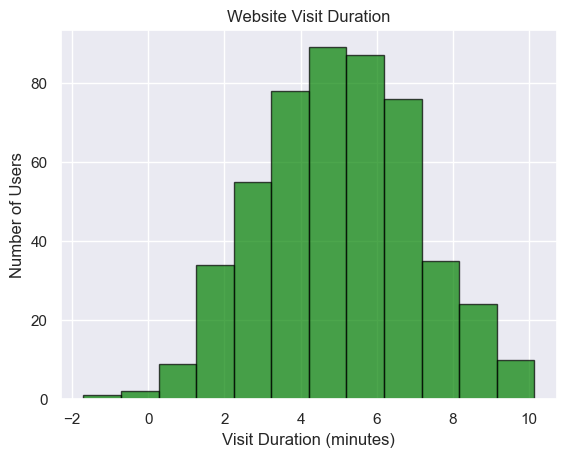 Website Visit Duration
80
60
40
20
0
Number of Users
−2 0 2 4 6 8 10
Visit Duration (minutes)